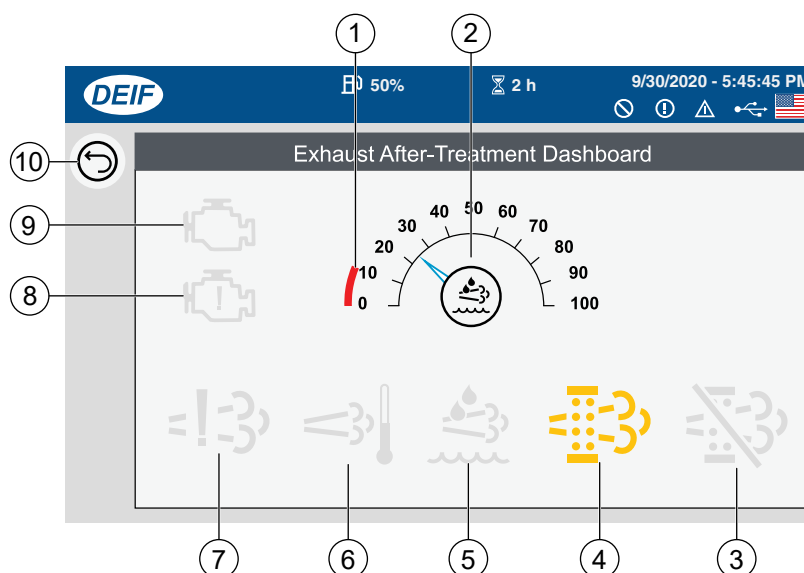 1 2
DEIF 50% 2 h 9/30/2020 - 5:45:45 PM
10 Exhaust After-Treatment Dashboard
9
8
0 10 20 30 40 50 60 70 80 90 100
7 6 5 4 3